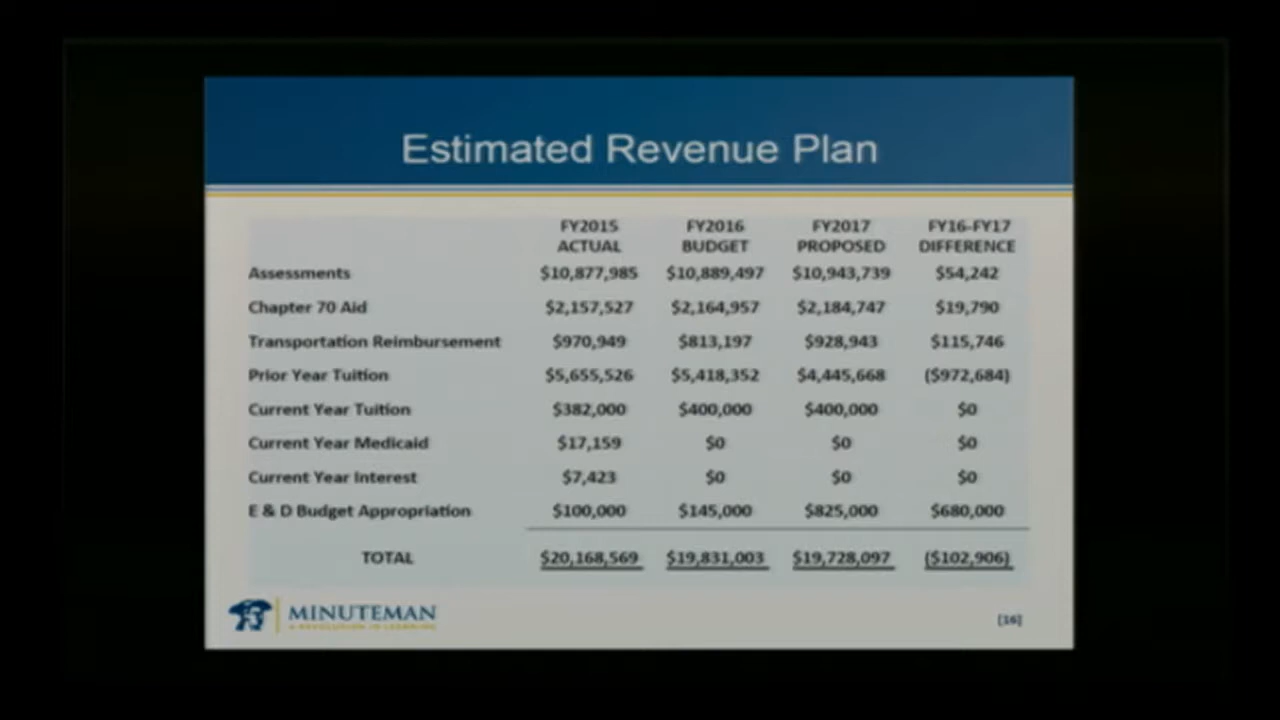 Estimated Revenue Plan
FY2015 FY2016 FY2017 FY16-FY17
ACTUAL BUDGET PROPOSED DIFFERENCE
Assessments $10,877,985 $10,889,497 $10,943,739 $54,242
Chapter 70 Aid $2,157,527 $2,164,957 $2,184,747 $19,790
Transportation Reimbursement $970,949 $813,197 $928,943 $115,746
Prior Year Tuition $5,655,526 $5,418,352 $4,445,668 ($972,684)
Current Year Tuition $382,000 $400,000 $400,000 $0
Current Year Medicaid $17,159 $0 $0 $0
Current Year Interest $7,423 $0 $0 $0
E & D Budget Appropriation $100,000 $145,000 $825,000 $680,000
TOTAL $20,168,569 $19,831,003 $19,728,097 ($102,906)
MINUTEMAN
A REVOLUTION IN LEARNING
[16]